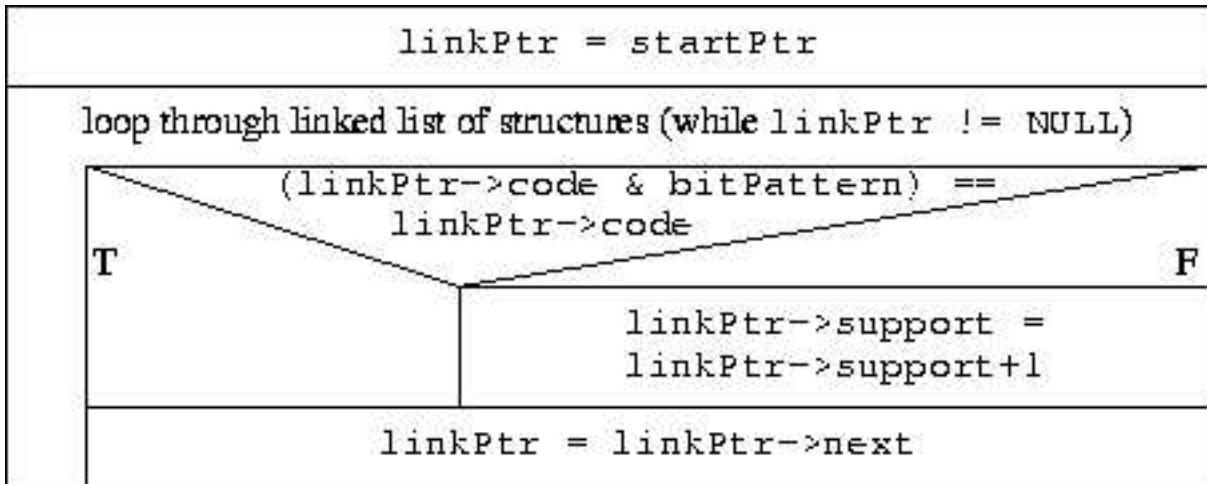 linkPtr = startPtr
loop through linked list of structures (while linkPtr != NULL)
(linkPtr->code & bitPattern) ==
linkPtr->code
T
F
linkPtr->support =
linkPtr->support+1
linkPtr = linkPtr->next